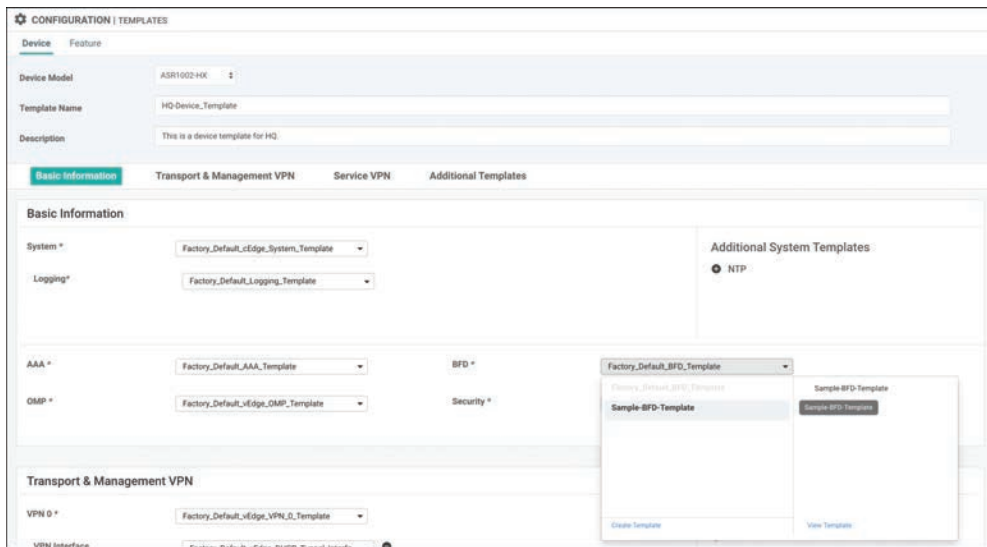 CONFIGURATION | TEMPLATES
Device Feature
Device Model ASR1002-HX
Template Name HQ-Device_Template
Description This is a device template for HQ.
Basic Information Transport & Management VPN Service VPN Additional Templates
Basic Information
System * Factory_Default_cEdge_System_Template Additional System Templates
Logging* Factory_Default_Logging_Template NTP
AAA * Factory_Default_AAA_Template BFD * Factory_Default_BFD_Template
Factory_Default_BFD_Template Sample-BFD-Template
OMP * Factory_Default_vEdge_OMP_Template Security * Sample-BFD-Template Sample-BFD-Template
Transport & Management VPN
VPN 0 * Factory_Default_vEdge_VPN_0_Template
Create Template View Template
VPN Interface